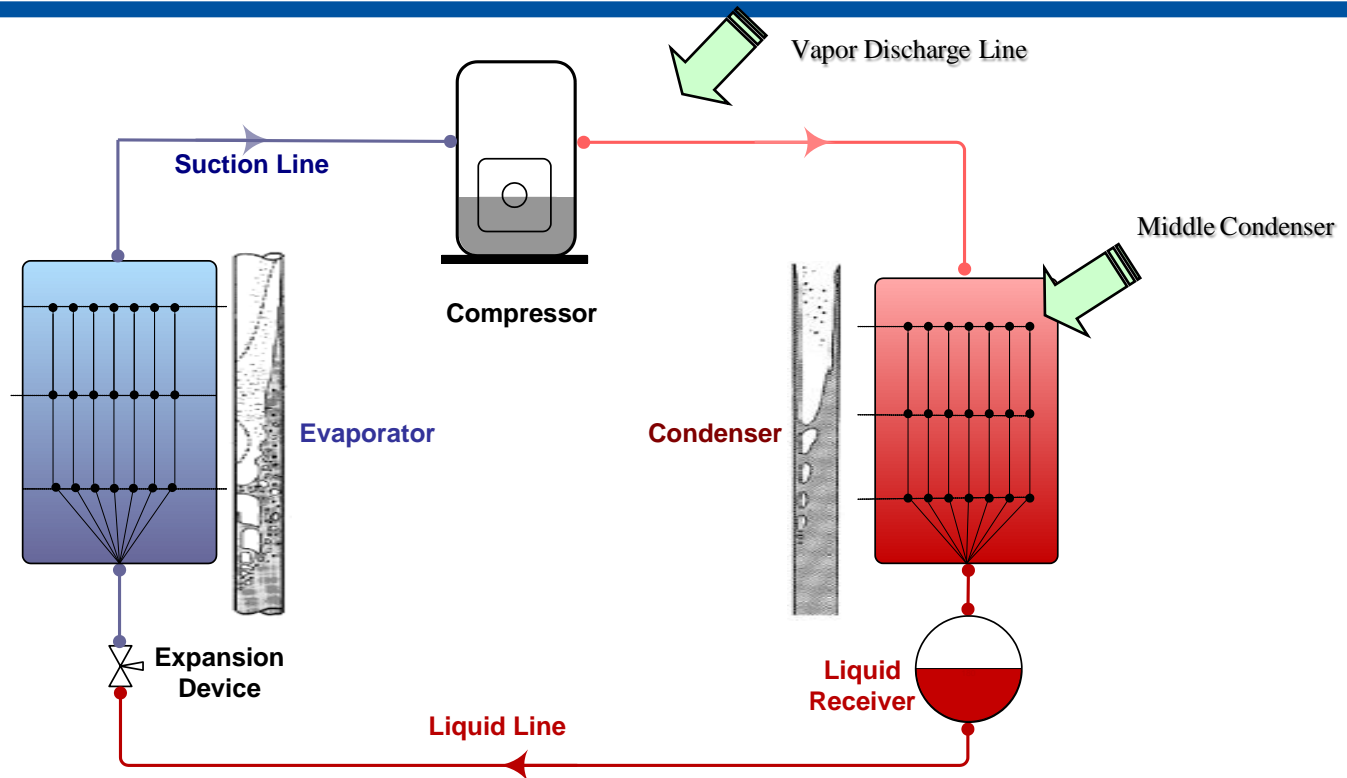 Vapor Discharge Line
Suction Line
Middle Condenser
Compressor
Evaporator
Condenser
Expansion
Device
Liquid
Receiver
Liquid Line